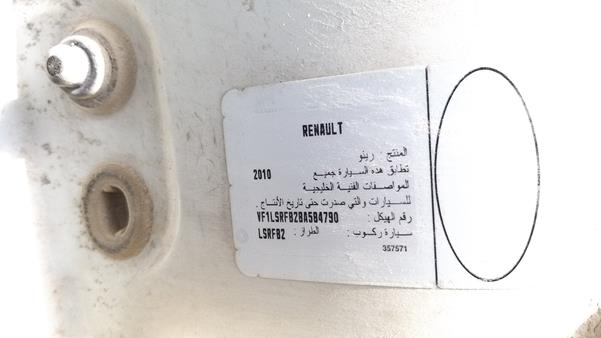 RENAULT
المنتج : رينو
تطابق هذه السيارة جميع 2010
المواصفات الفنية الخليجية
للسيارات والتي صدرت حتى تاريخ الأنتاج .
رقم الهيكل : VF1LSRFB2BA584790
سيارة ركوب : الطراز : LSRFB2
357571